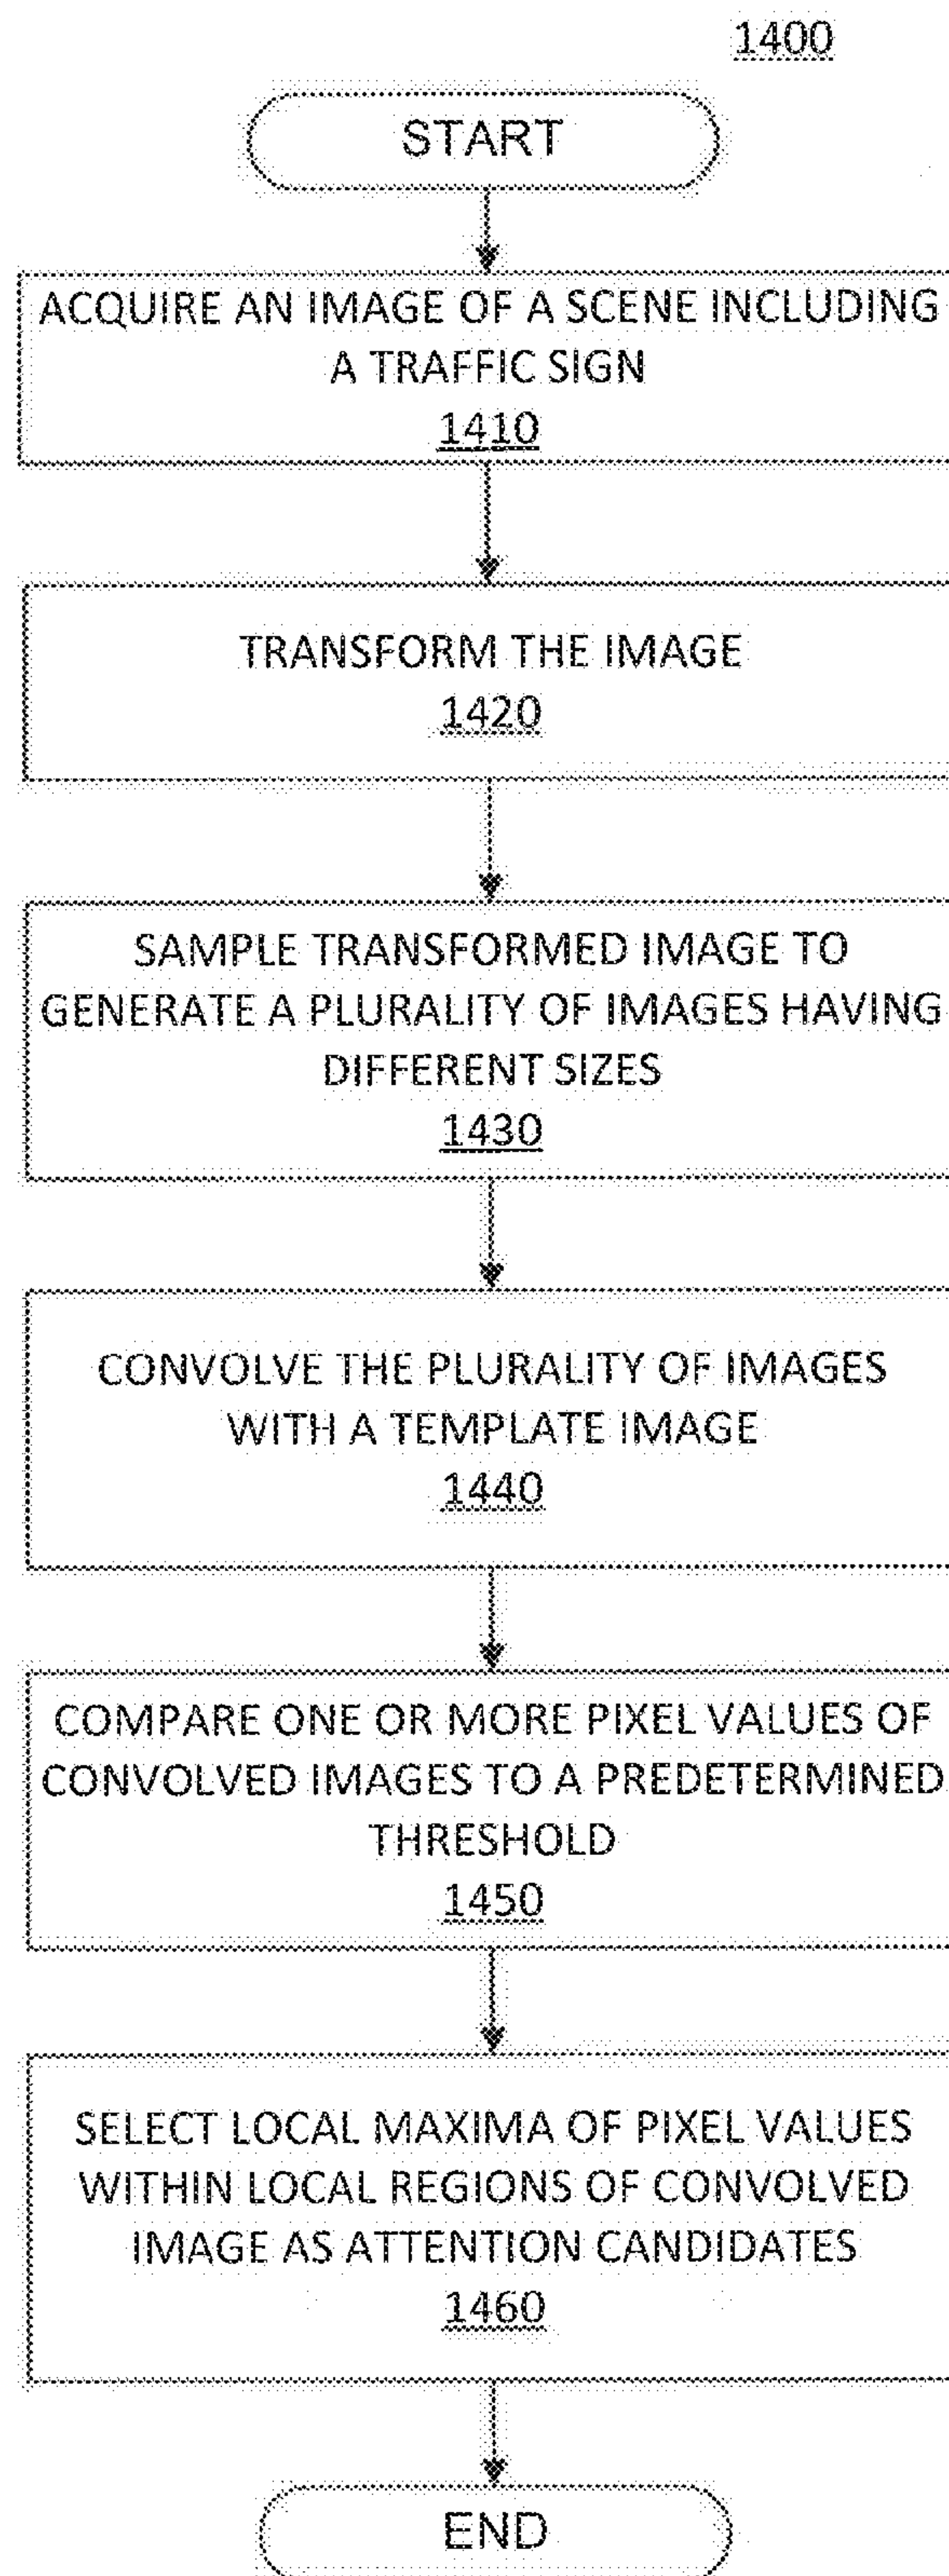 1400
START
ACQUIRE AN IMAGE OF A SCENE INCLUDING
A TRAFFIC SIGN
1410
TRANSFORM THE IMAGE
1420
SAMPLE TRANSFORMED IMAGE TO
GENERATE A PLURALITY OF IMAGES HAVING
DIFFERENT SIZES
1430
CONVOLVE THE PLURALITY OF IMAGES
WITH A TEMPLATE IMAGE
1440
COMPARE ONE OR MORE PIXEL VALUES OF
CONVOLVED IMAGES TO A PREDETERMINED
THRESHOLD
1450
SELECT LOCAL MAXIMA OF PIXEL VALUES
WITHIN LOCAL REGIONS OF CONVOLVED
IMAGE AS ATTENTION CANDIDATES
1460
END